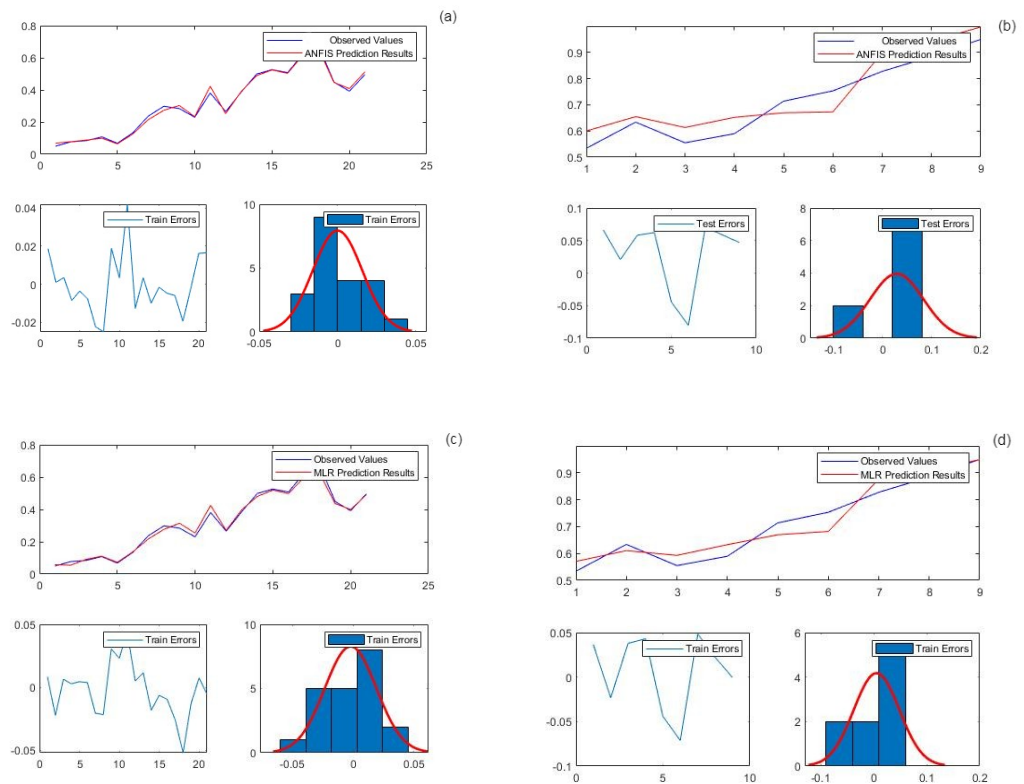 (a)
0.8
0.6
0.4
0.2
0
0 5 10 15 20 25
Observed Values
ANFIS Prediction Results
0.04
0.02
0
-0.02
0 5 10 15 20
Train Errors
10
5
0
-0.05 0 0.05
Train Errors
(b)
0.9
0.8
0.7
0.6
0.5
1 2 3 4 5 6 7 8 9
Observed Values
ANFIS Prediction Results
0.1
0.05
0
-0.05
-0.1
0 5 10
Test Errors
8
6
4
2
0
-0.1 0 0.1 0.2
Test Errors
(c)
0.8
0.6
0.4
0.2
0
0 5 10 15 20 25
Observed Values
MLR Prediction Results
0.05
0
-0.05
0 5 10 15 20
Train Errors
10
5
0
-0.05 0 0.05
Train Errors
(d)
0.9
0.8
0.7
0.6
0.5
1 2 3 4 5 6 7 8 9
Observed Values
MLR Prediction Results
0.05
0
-0.05
-0.1
0 5 10
Train Errors
6
4
2
0
-0.1 0 0.1 0.2
Train Errors